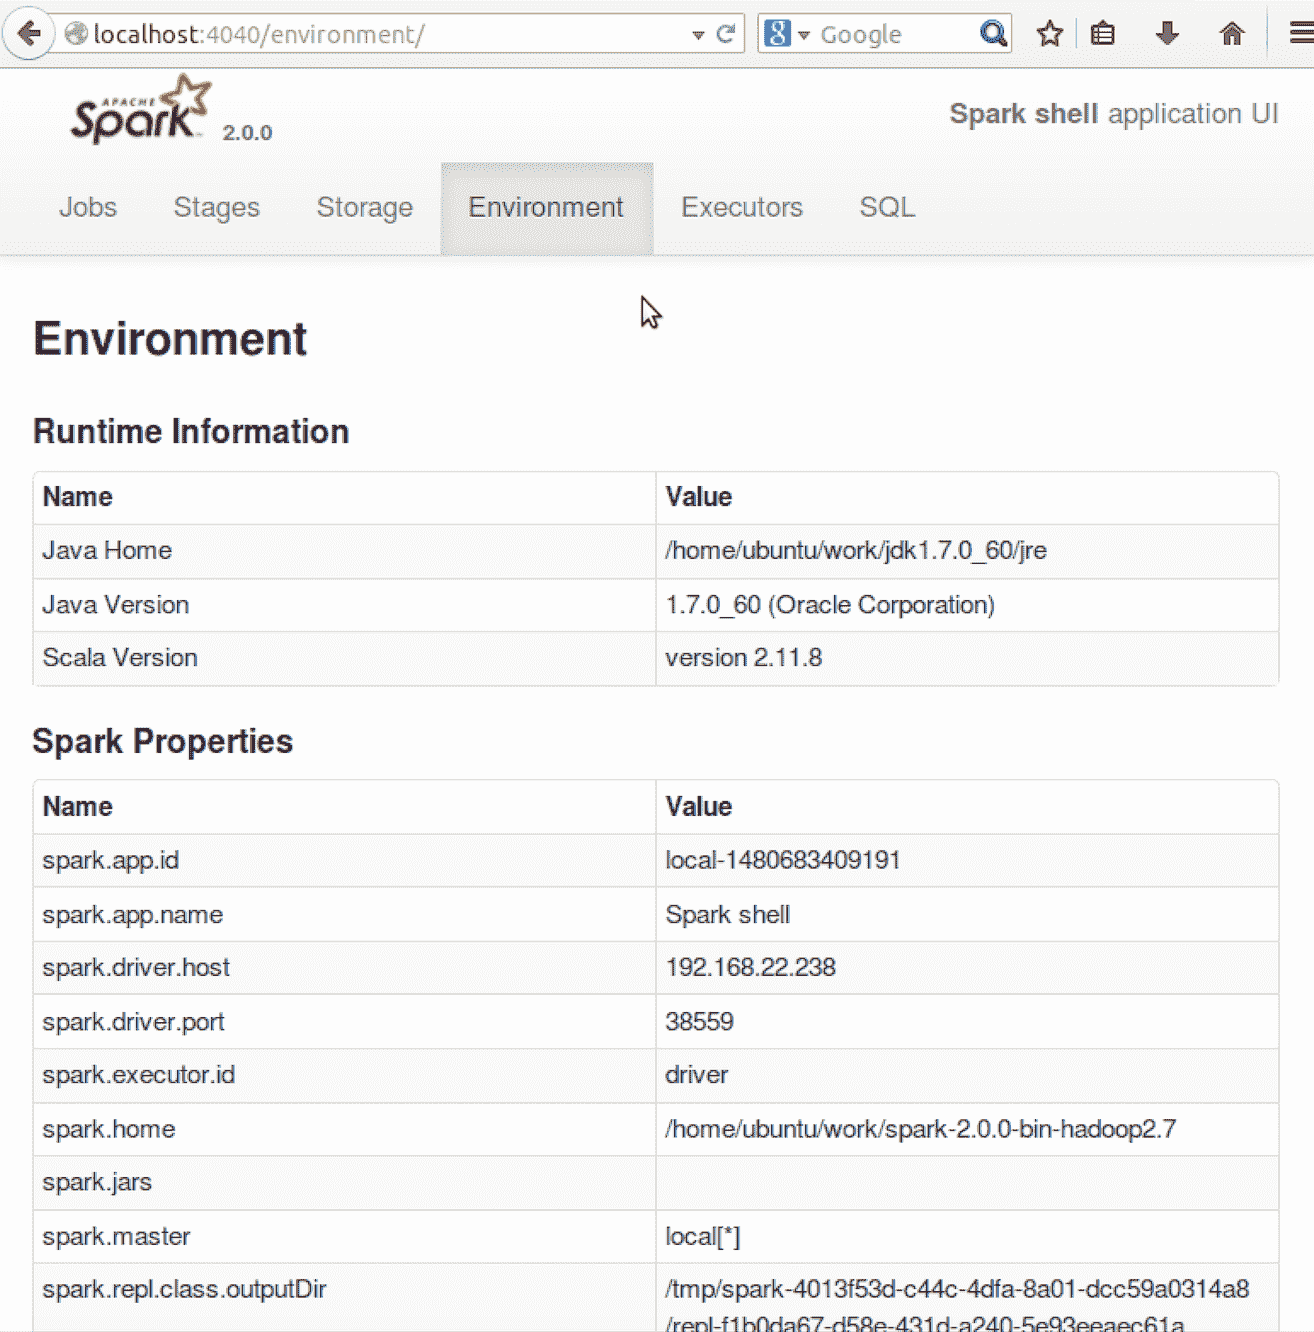 localhost:4040/environment/
Google
APACHE
Spark 2.0.0
Spark shell application UI
Jobs Stages Storage Environment Executors SQL
Environment
Runtime Information
Name Value
Java Home /home/ubuntu/work/jdk1.7.0_60/jre
Java Version 1.7.0_60 (Oracle Corporation)
Scala Version version 2.11.8
Spark Properties
Name Value
spark.app.id local-1480683409191
spark.app.name Spark shell
spark.driver.host 192.168.22.238
spark.driver.port 38559
spark.executor.id driver
spark.home /home/ubuntu/work/spark-2.0.0-bin-hadoop2.7
spark.jars
spark.master local[*]
spark.repl.class.outputDir /tmp/spark-4013f53d-c44c-4dfa-8a01-dcc59a0314a8
/repl-f1b0da67-d58e-431d-a240-5e93eeaec61a